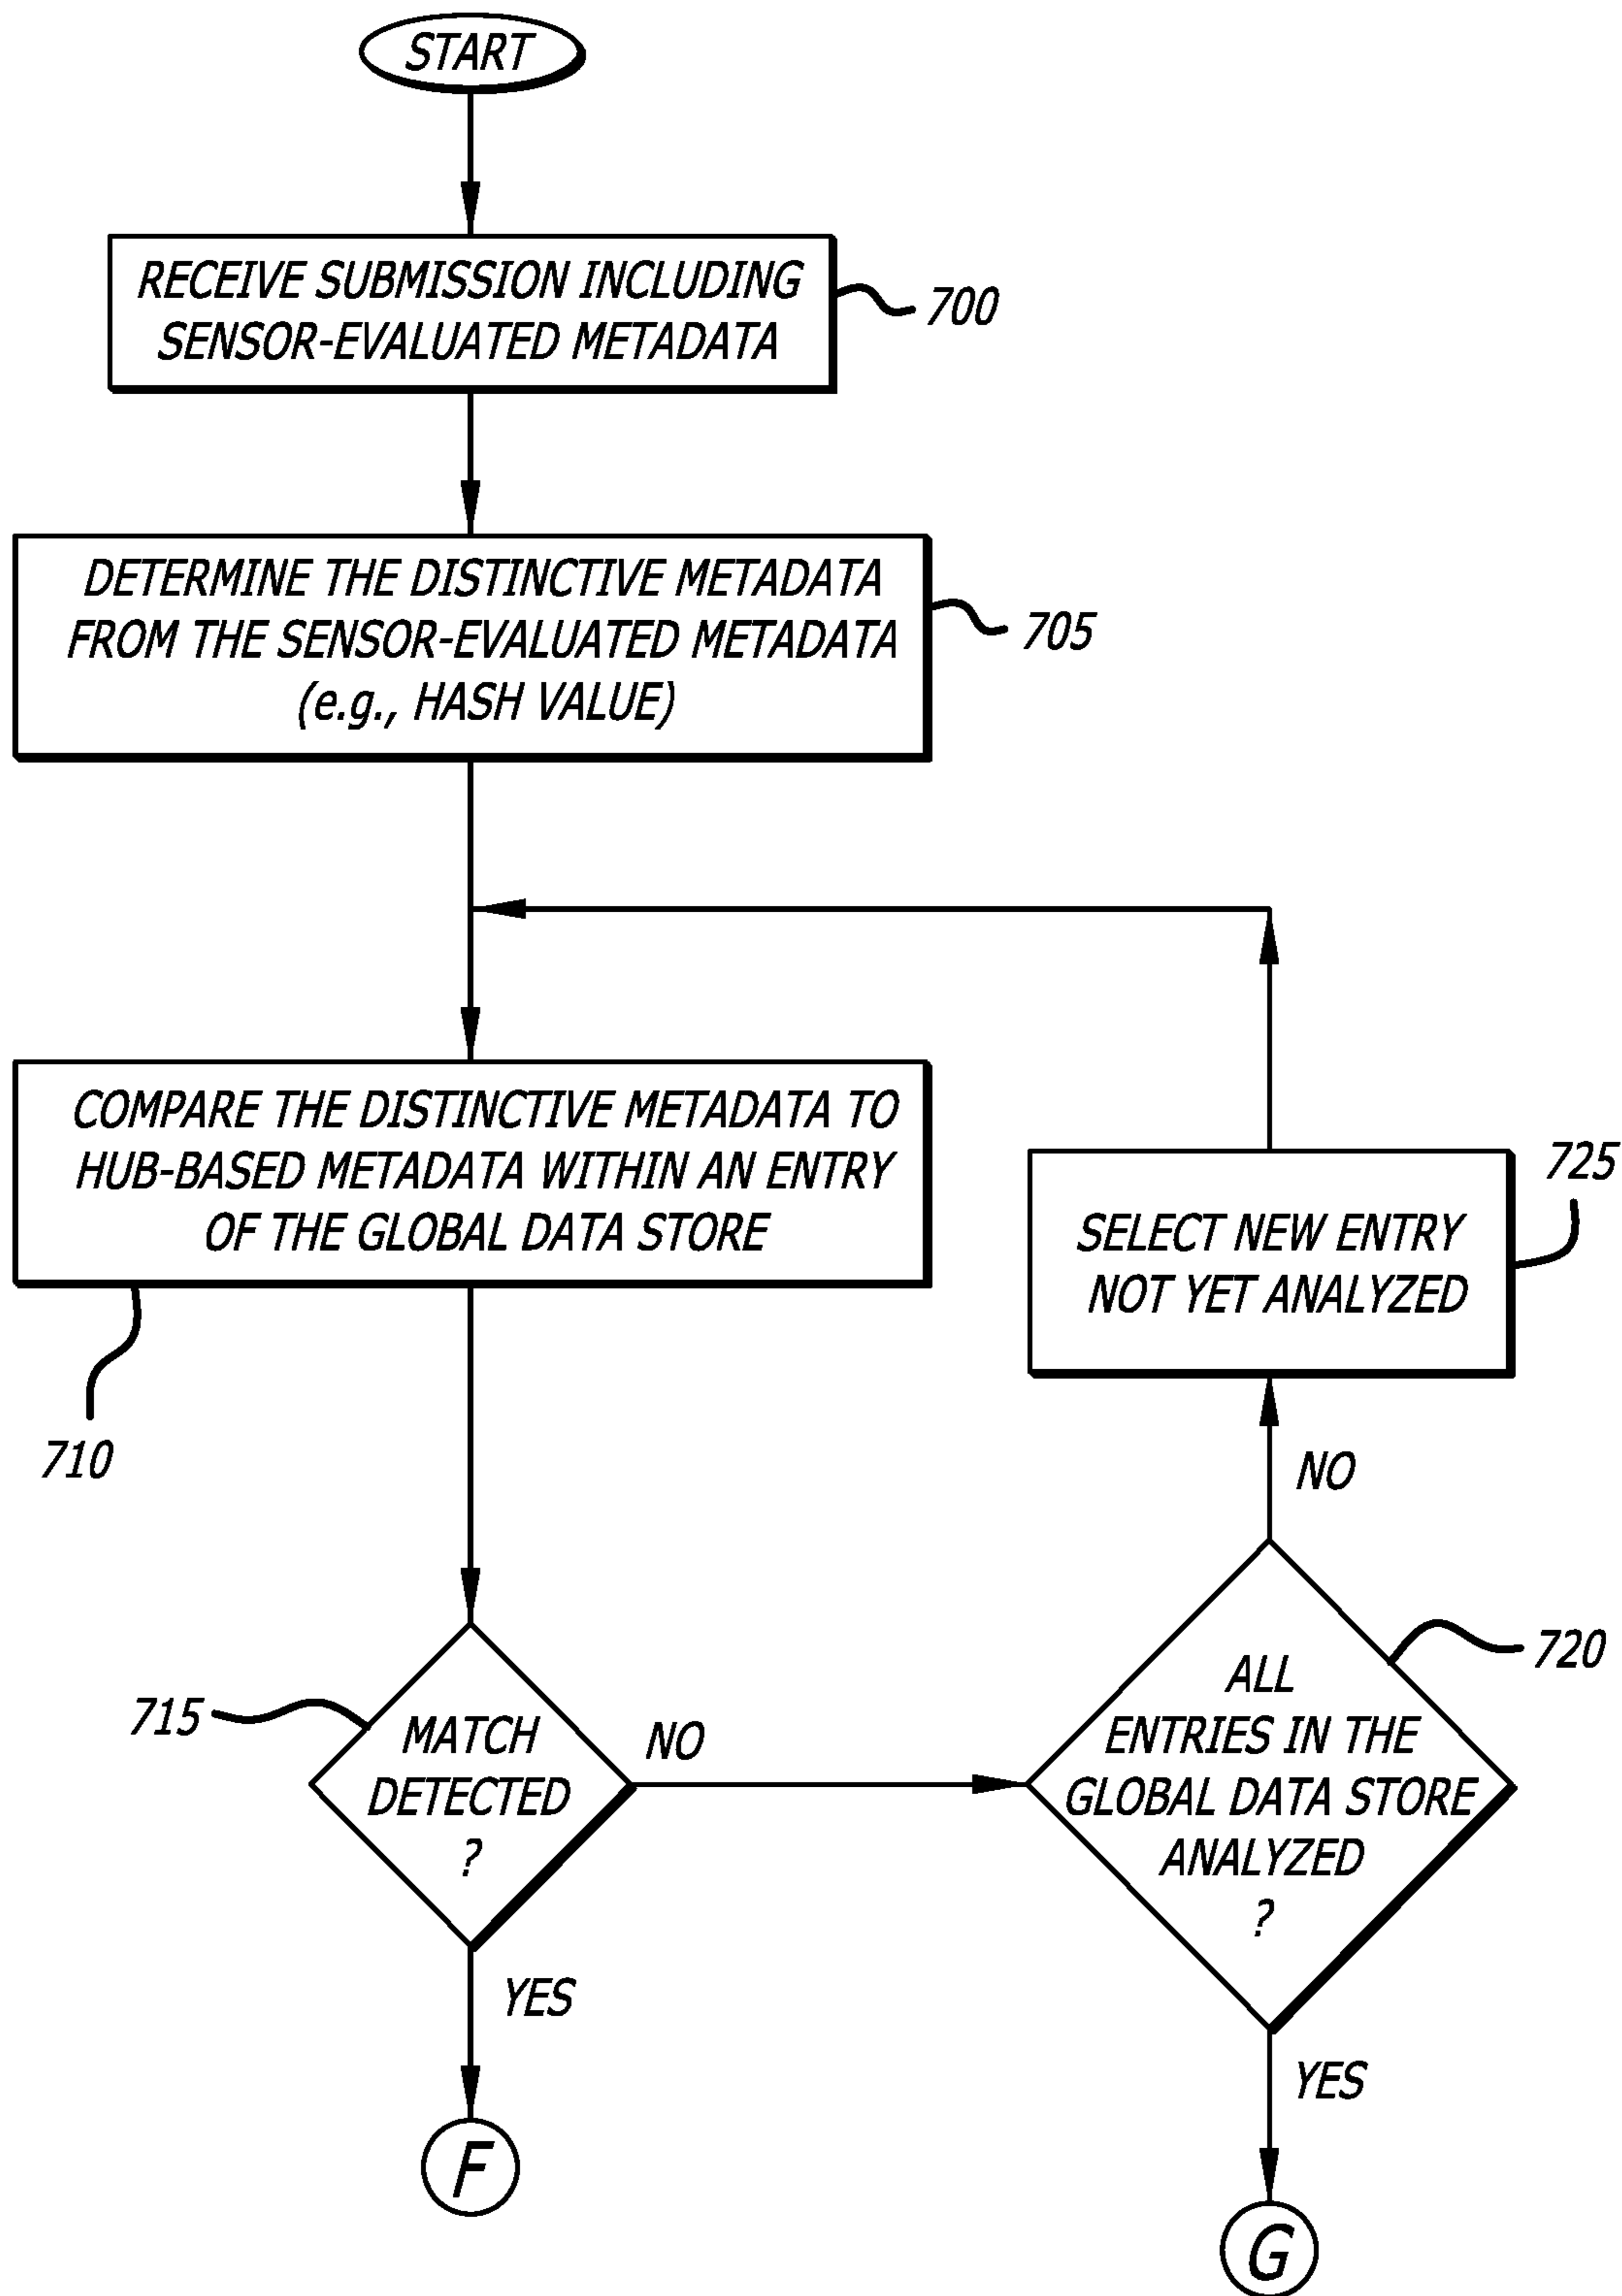 START
RECEIVE SUBMISSION INCLUDING
SENSOR-EVALUATED METADATA
700
DETERMINE THE DISTINCTIVE METADATA
FROM THE SENSOR-EVALUATED METADATA
(e.g., HASH VALUE)
705
COMPARE THE DISTINCTIVE METADATA TO
HUB-BASED METADATA WITHIN AN ENTRY
OF THE GLOBAL DATA STORE
710
SELECT NEW ENTRY
NOT YET ANALYZED
725
NO
MATCH
DETECTED
?
715
NO
ALL
ENTRIES IN THE
GLOBAL DATA STORE
ANALYZED
?
720
YES
F
YES
G